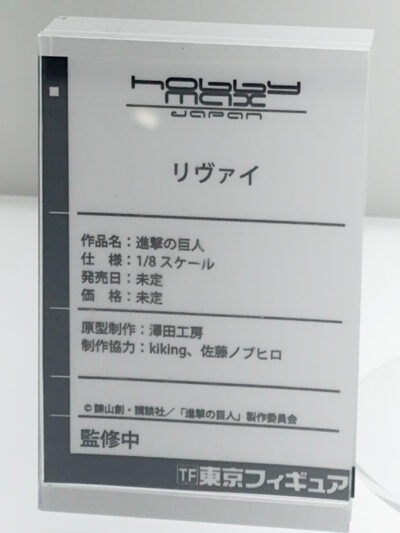 hobby
max
JAPAN
リヴァイ
作品名：進撃の巨人
仕　様：1/8 スケール
発売日：未定
価　格：未定
原型制作：澤田工房
制作協力：kiking、佐藤ノブヒロ
©諫山創・講談社／「進撃の巨人」製作委員会
監修中
TF東京フィギュア